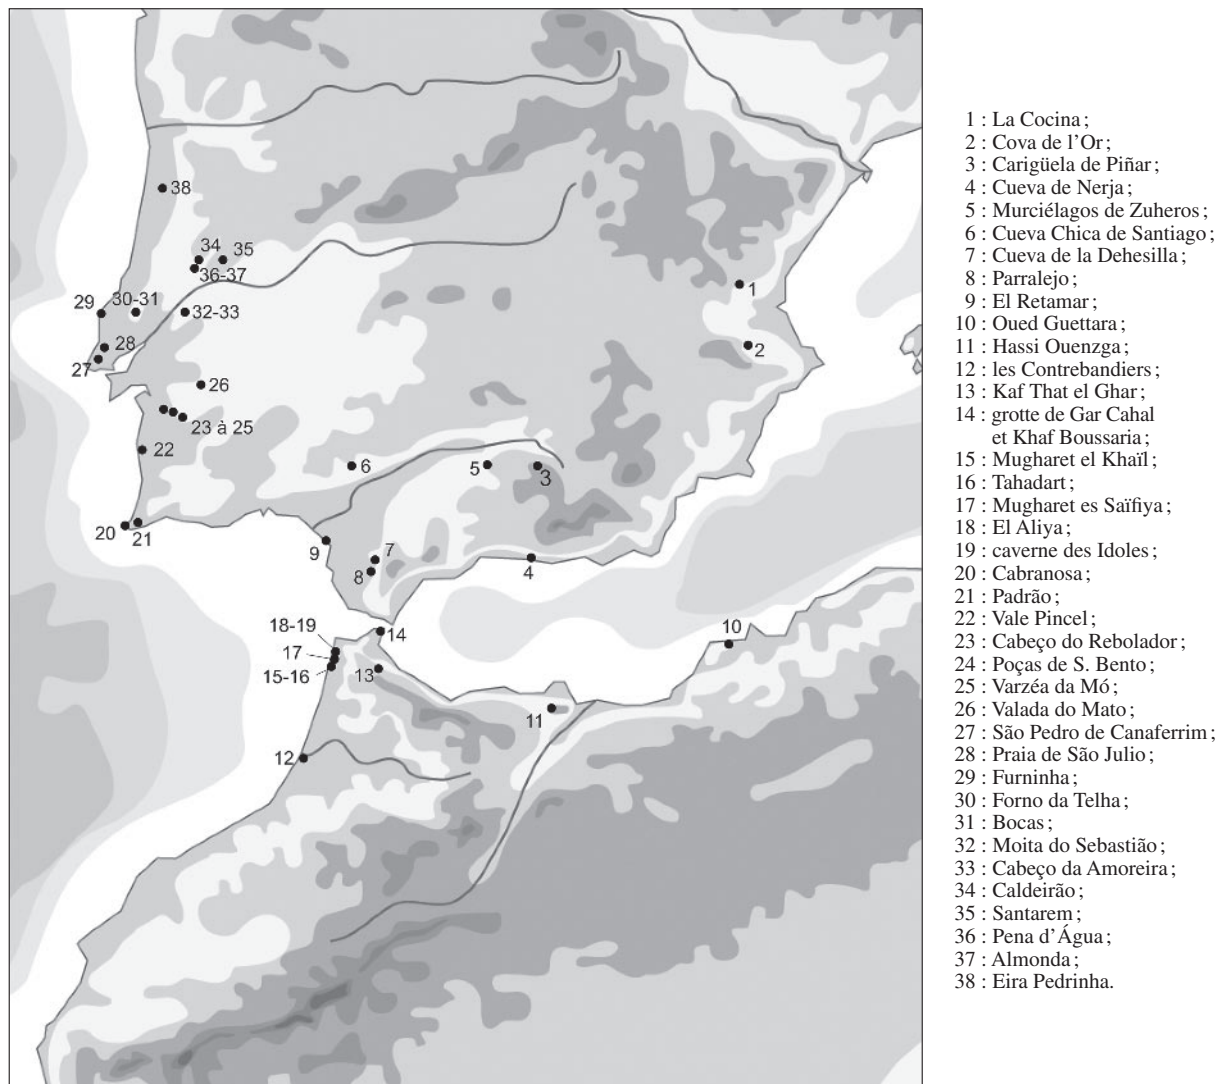 38
34
35
36-37
30-31
29
32-33
1
28
2
27
26
23 à 25
22
6
5
3
20
21
9
7
4
8
18-19
14
10
17
15-16
13
11
12
1 : La Cocina ;
2 : Cova de l’Or ;
3 : Carigüela de Piñar ;
4 : Cueva de Nerja ;
5 : Murciélagos de Zuheros ;
6 : Cueva Chica de Santiago ;
7 : Cueva de la Dehesilla ;
8 : Parralejo ;
9 : El Retamar ;
10 : Oued Guettara ;
11 : Hassi Ouenzga ;
12 : les Contrebandiers ;
13 : Kaf That el Ghar ;
14 : grotte de Gar Cahal
et Khaf Boussaria ;
15 : Mugharet el Khaïl ;
16 : Tahadart ;
17 : Mugharet es Saïfiya ;
18 : El Aliya ;
19 : caverne des Idoles ;
20 : Cabranosa ;
21 : Padrão ;
22 : Vale Pincel ;
23 : Cabeço do Rebolador ;
24 : Poças de S. Bento ;
25 : Varzéa da Mó ;
26 : Valada do Mato ;
27 : São Pedro de Canaferrim ;
28 : Praia de São Julio ;
29 : Furninha ;
30 : Forno da Telha ;
31 : Bocas ;
32 : Moita do Sebastião ;
33 : Cabeço da Amoreira ;
34 : Caldeirão ;
35 : Santarem ;
36 : Pena d’Água ;
37 : Almonda ;
38 : Eira Pedrinha.